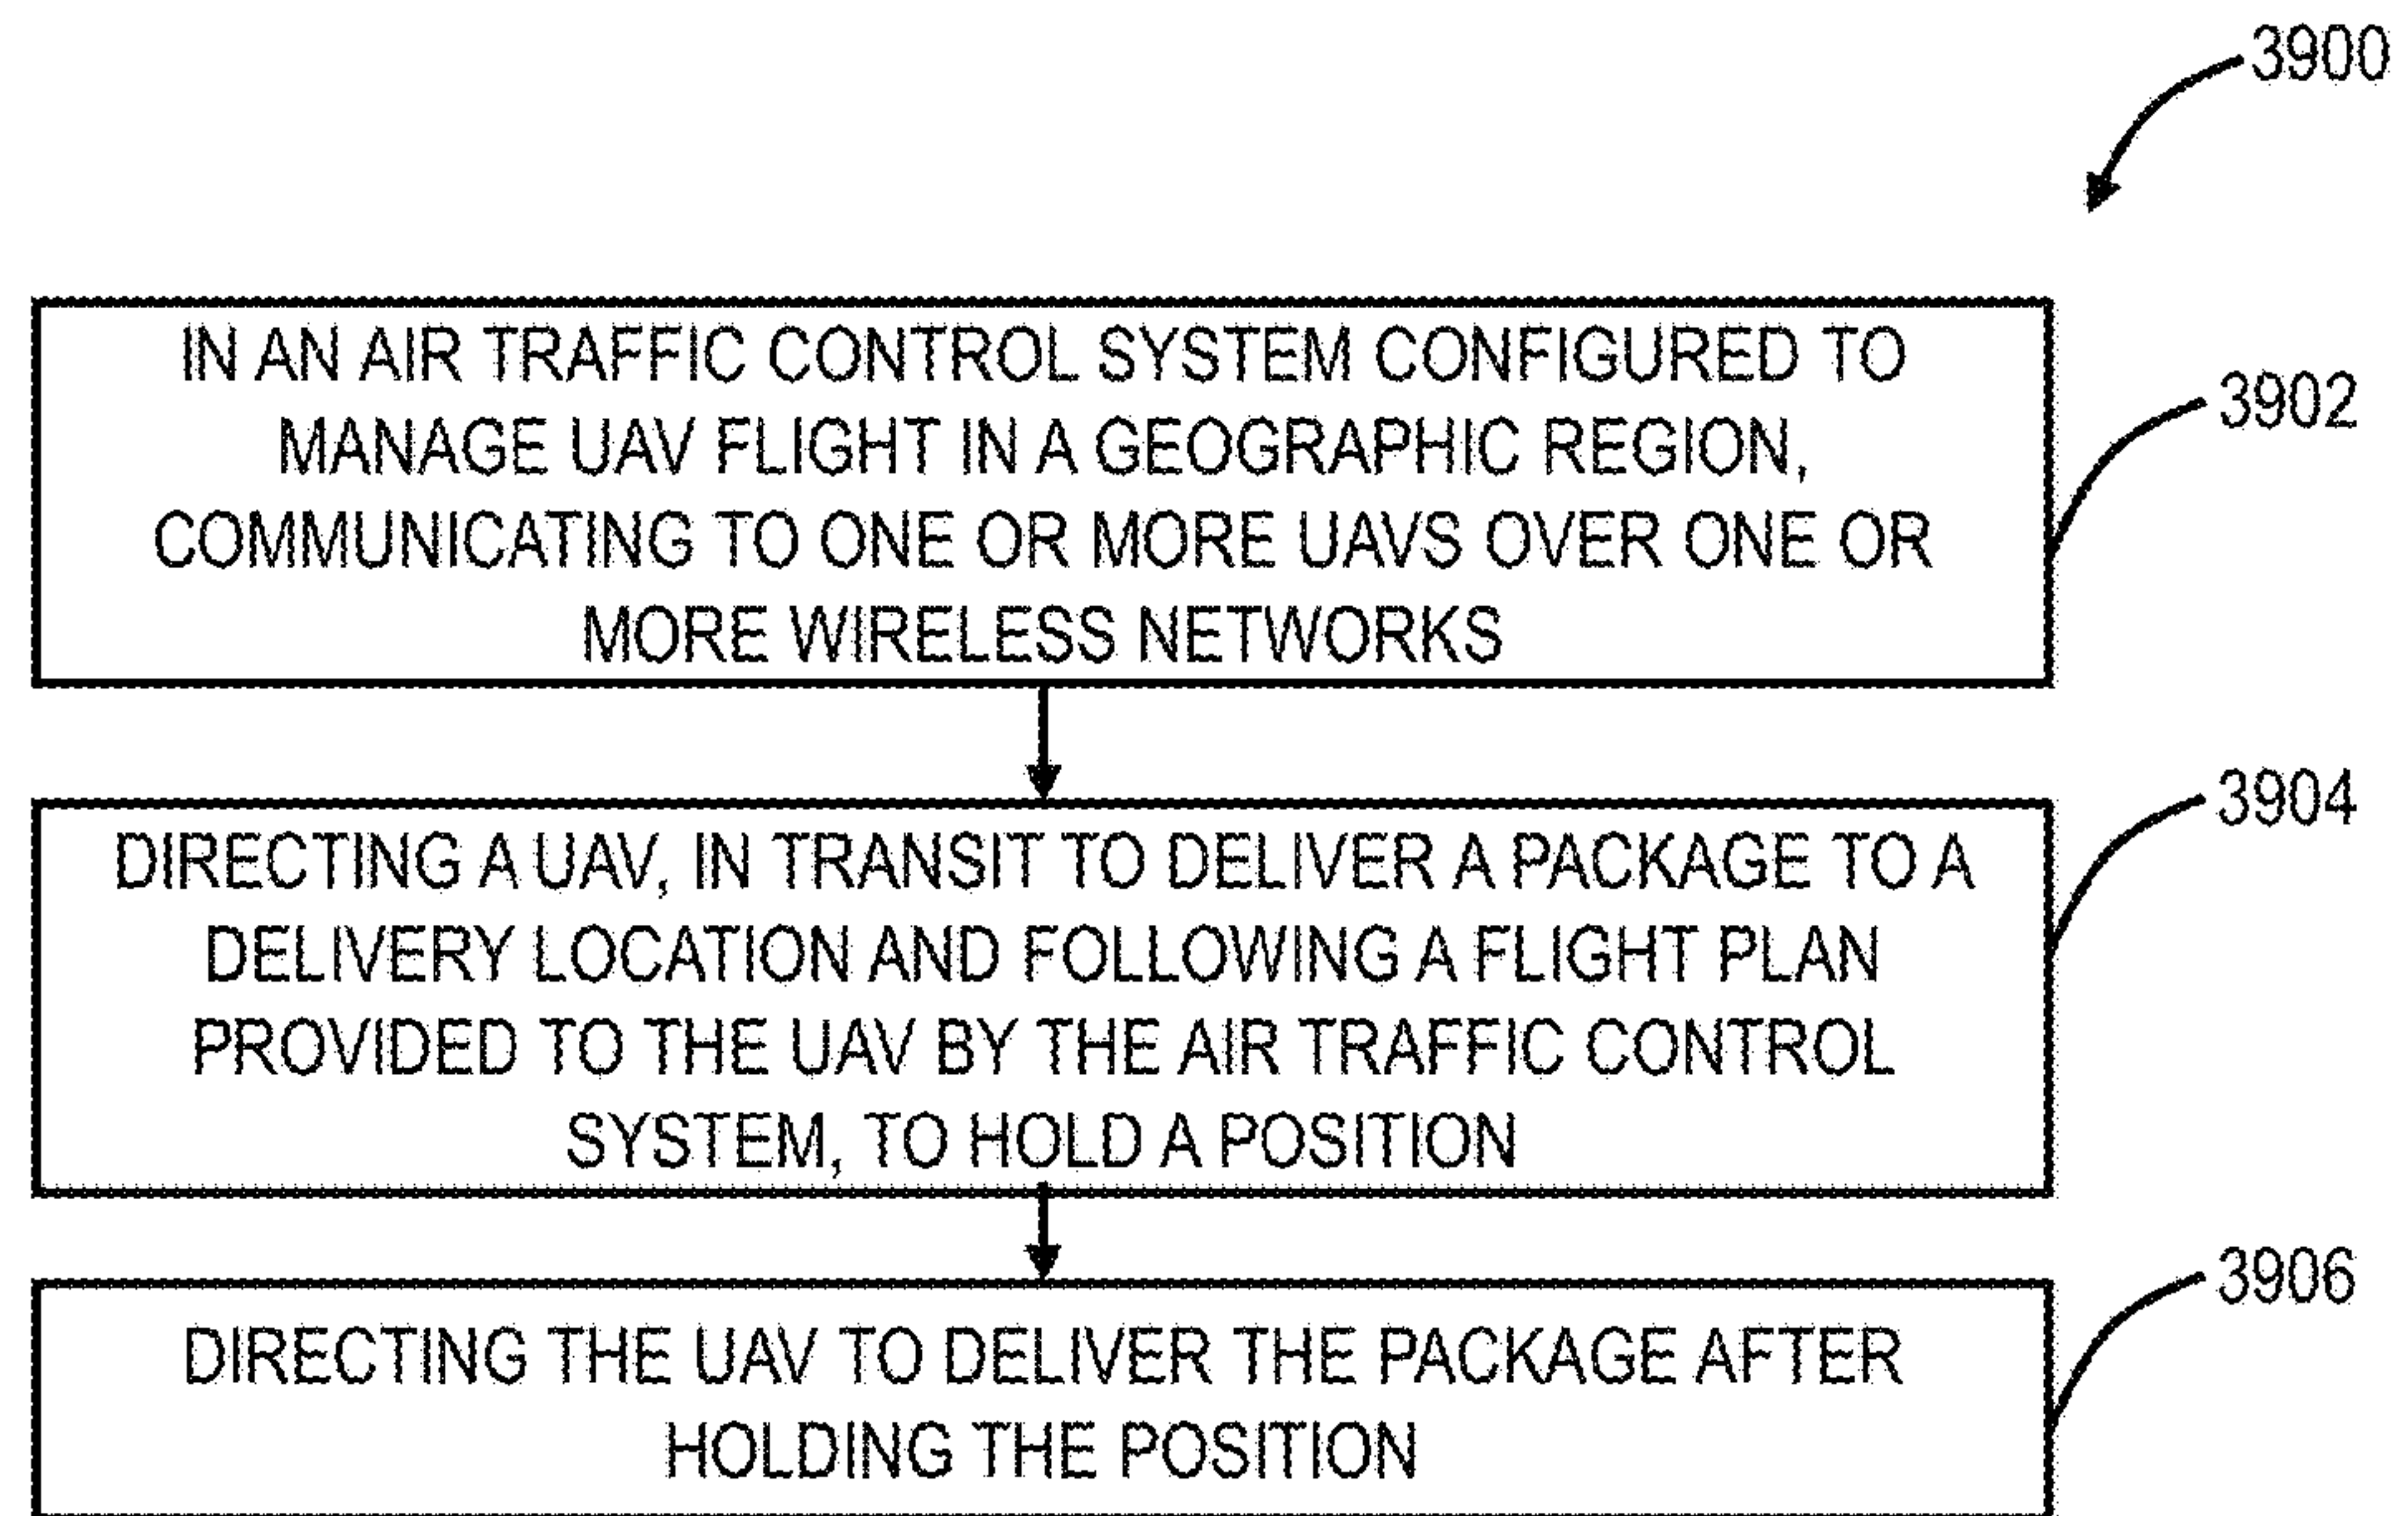 3900
IN AN AIR TRAFFIC CONTROL SYSTEM CONFIGURED TO
MANAGE UAV FLIGHT IN A GEOGRAPHIC REGION,
COMMUNICATING TO ONE OR MORE UAVS OVER ONE OR
MORE WIRELESS NETWORKS
3902
DIRECTING A UAV, IN TRANSIT TO DELIVER A PACKAGE TO A
DELIVERY LOCATION AND FOLLOWING A FLIGHT PLAN
PROVIDED TO THE UAV BY THE AIR TRAFFIC CONTROL
SYSTEM, TO HOLD A POSITION
3904
DIRECTING THE UAV TO DELIVER THE PACKAGE AFTER
HOLDING THE POSITION
3906